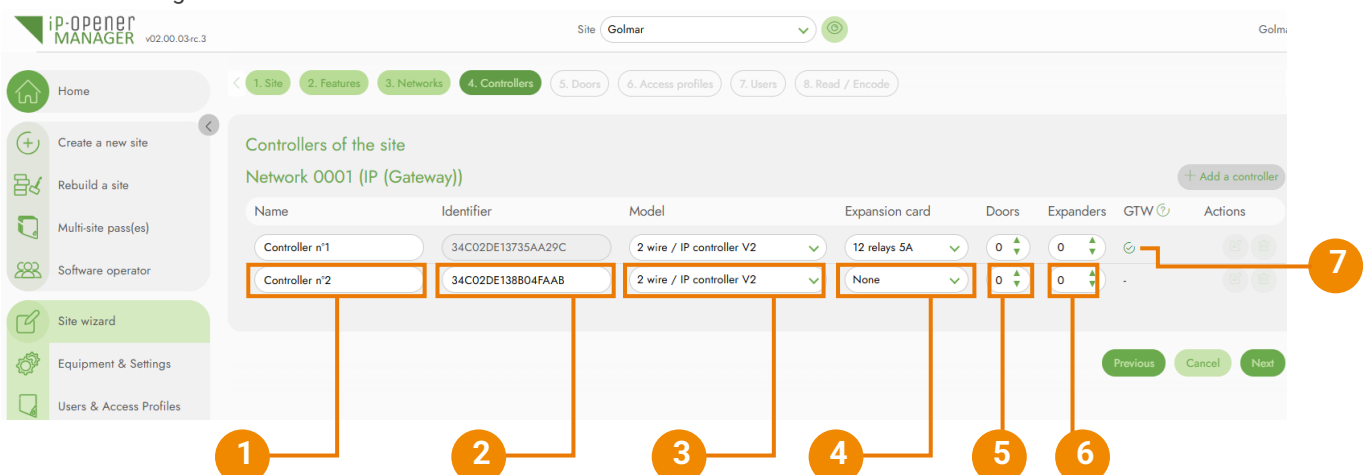 iP-OPENER
MANAGER v02.00.03-rc.3
Site Golmar
Golma
Home
1. Site 2. Features 3. Networks 4. Controllers 5. Doors 6. Access profiles 7. Users 8. Read / Encode
Create a new site
Rebuild a site
Multi-site pass(es)
Software operator
Site wizard
Equipment & Settings
Users & Access Profiles
Controllers of the site
Network 0001 (IP (Gateway))
+ Add a controller
Name Identifier Model Expansion card Doors Expanders GTW ? Actions
Controller n°1 34C02DE13735AA29C 2 wire / IP controller V2 12 relays 5A 0 0
Controller n°2 34C02DE138B04FAAB 2 wire / IP controller V2 None 0 0 -
7
Previous Cancel Next
1 2 3 4 5 6